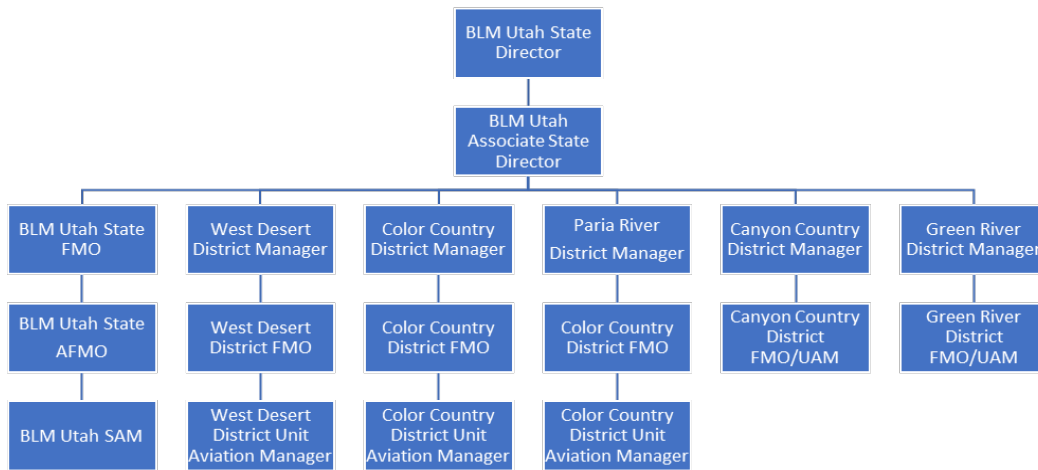 BLM Utah State
Director
BLM Utah
Associate State
Director
BLM Utah State
FMO
West Desert
District Manager
Color Country
District Manager
Paria River
District Manager
Canyon Country
District Manager
Green River
District Manager
BLM Utah State
AFMO
West Desert
District FMO
Color Country
District FMO
Color Country
District FMO
Canyon Country
District
FMO/UAM
Green River
District
FMO/UAM
BLM Utah SAM
West Desert
District Unit
Aviation Manager
Color Country
District Unit
Aviation Manager
Color Country
District Unit
Aviation Manager